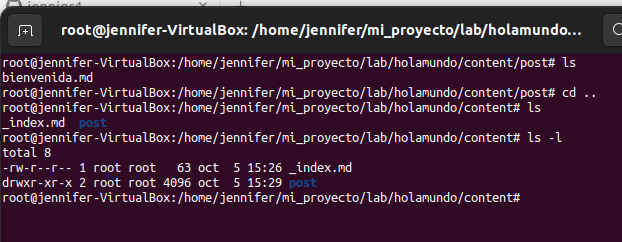 root@jennifer-VirtualBox: /home/jennifer/mi_proyecto/lab/holamundo...
root@jennifer-VirtualBox:/home/jennifer/mi_proyecto/lab/holamundo/content/post# ls
bienvenida.md
root@jennifer-VirtualBox:/home/jennifer/mi_proyecto/lab/holamundo/content/post# cd ..
root@jennifer-VirtualBox:/home/jennifer/mi_proyecto/lab/holamundo/content# ls
_index.md  post
root@jennifer-VirtualBox:/home/jennifer/mi_proyecto/lab/holamundo/content# ls -l
total 8
-rw-r--r-- 1 root root   63 oct  5 15:26 _index.md
drwxr-xr-x 2 root root 4096 oct  5 15:29 post
root@jennifer-VirtualBox:/home/jennifer/mi_proyecto/lab/holamundo/content#